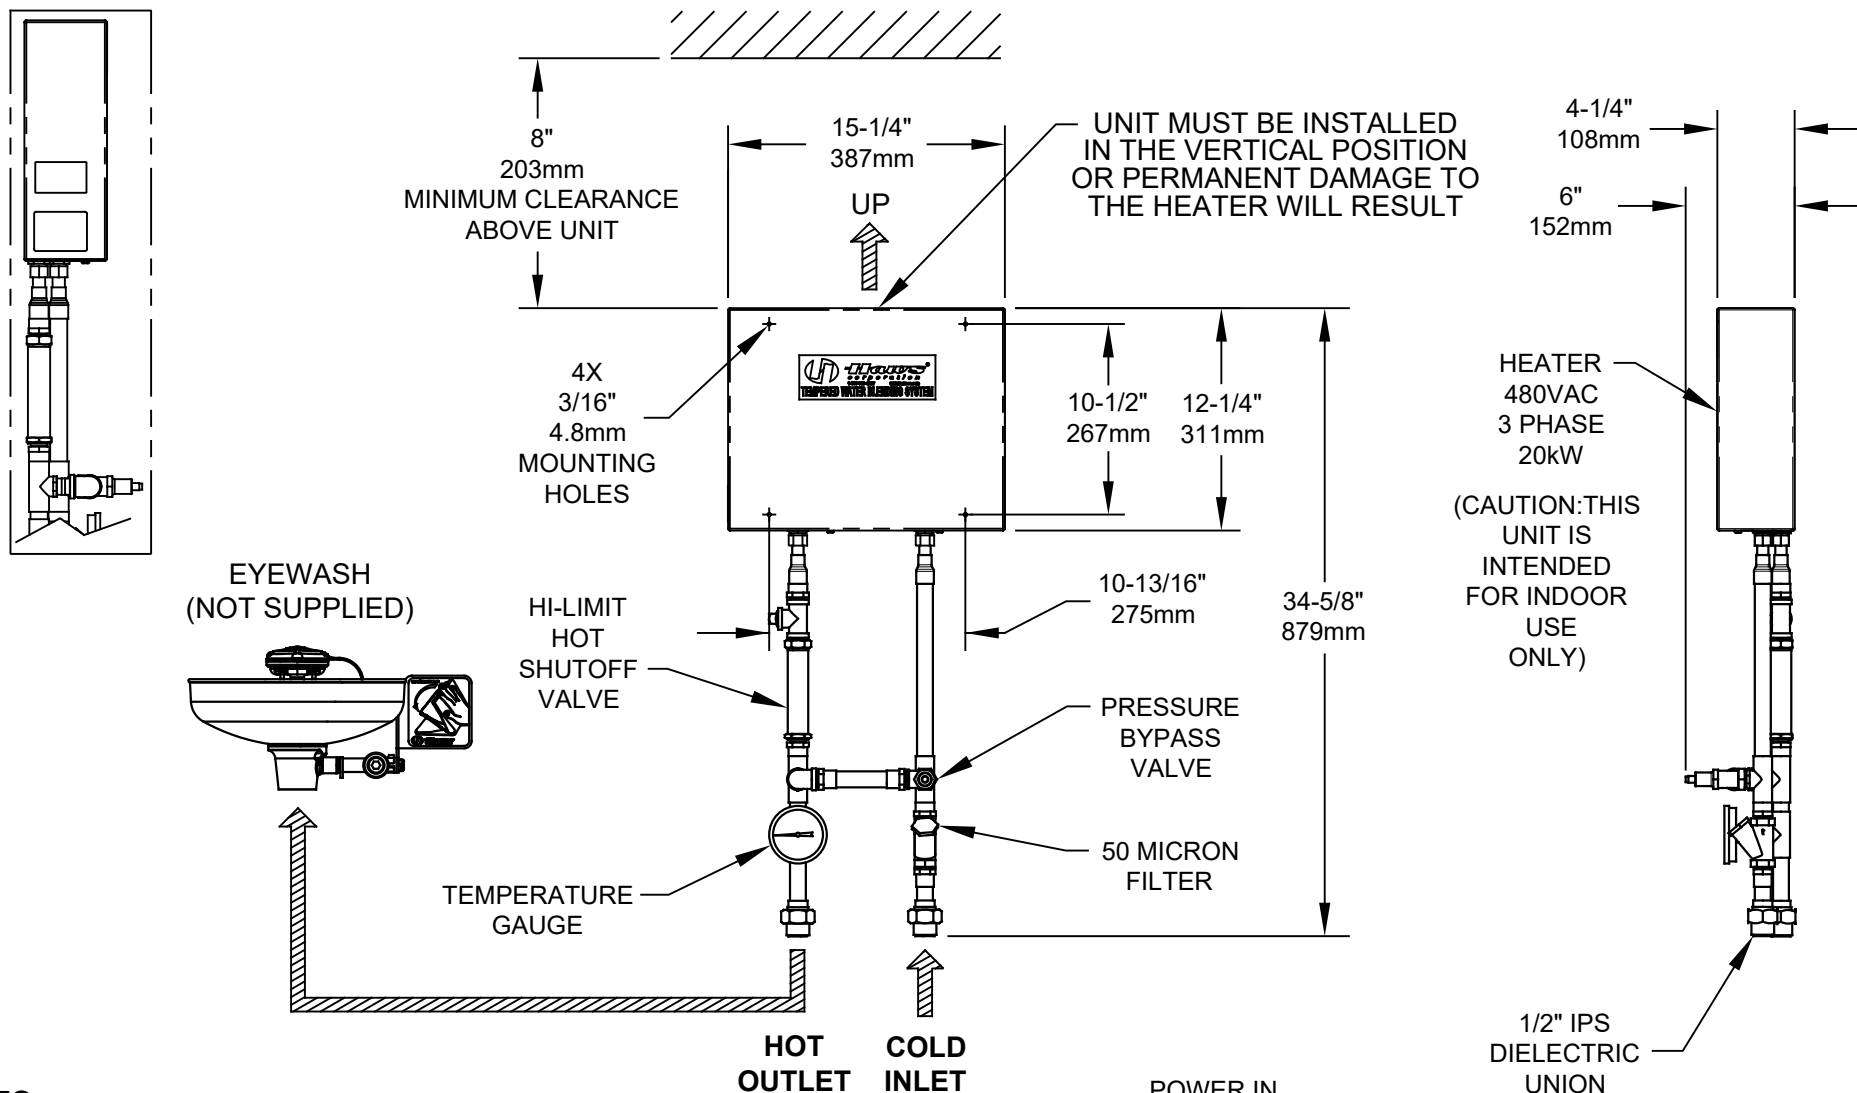 8"
203mm
MINIMUM CLEARANCE
ABOVE UNIT
15-1/4"
387mm
UP
UNIT MUST BE INSTALLED
IN THE VERTICAL POSITION
OR PERMANENT DAMAGE TO
THE HEATER WILL RESULT
4-1/4"
108mm
6"
152mm
4X
3/16"
4.8mm
MOUNTING
HOLES
Haws
corporation
TEMPERED WATER BLENDING SYSTEM
10-1/2"
267mm
12-1/4"
311mm
HEATER
480VAC
3 PHASE
20kW
(CAUTION:THIS
UNIT IS
INTENDED
FOR INDOOR
USE
ONLY)
EYEWASH
(NOT SUPPLIED)
HI-LIMIT
HOT
SHUTOFF
VALVE
10-13/16"
275mm
34-5/8"
879mm
PRESSURE
BYPASS
VALVE
50 MICRON
FILTER
TEMPERATURE
GAUGE
HOT
OUTLET
COLD
INLET
POWER IN
1/2" IPS
DIELECTRIC
UNION